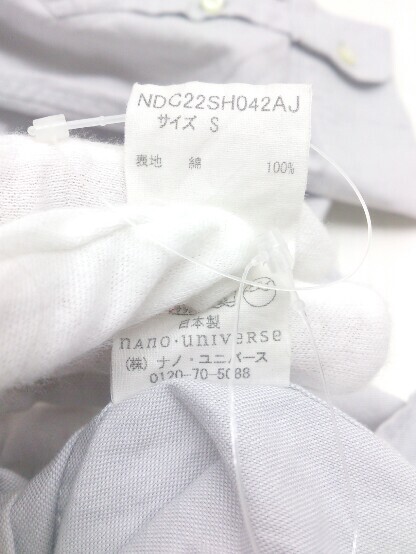 NDC22SH042AJ
サイズ S
表地 綿 100%
日本製
nano・universe
(株) ナノ・ユニバース
0120-70-5088